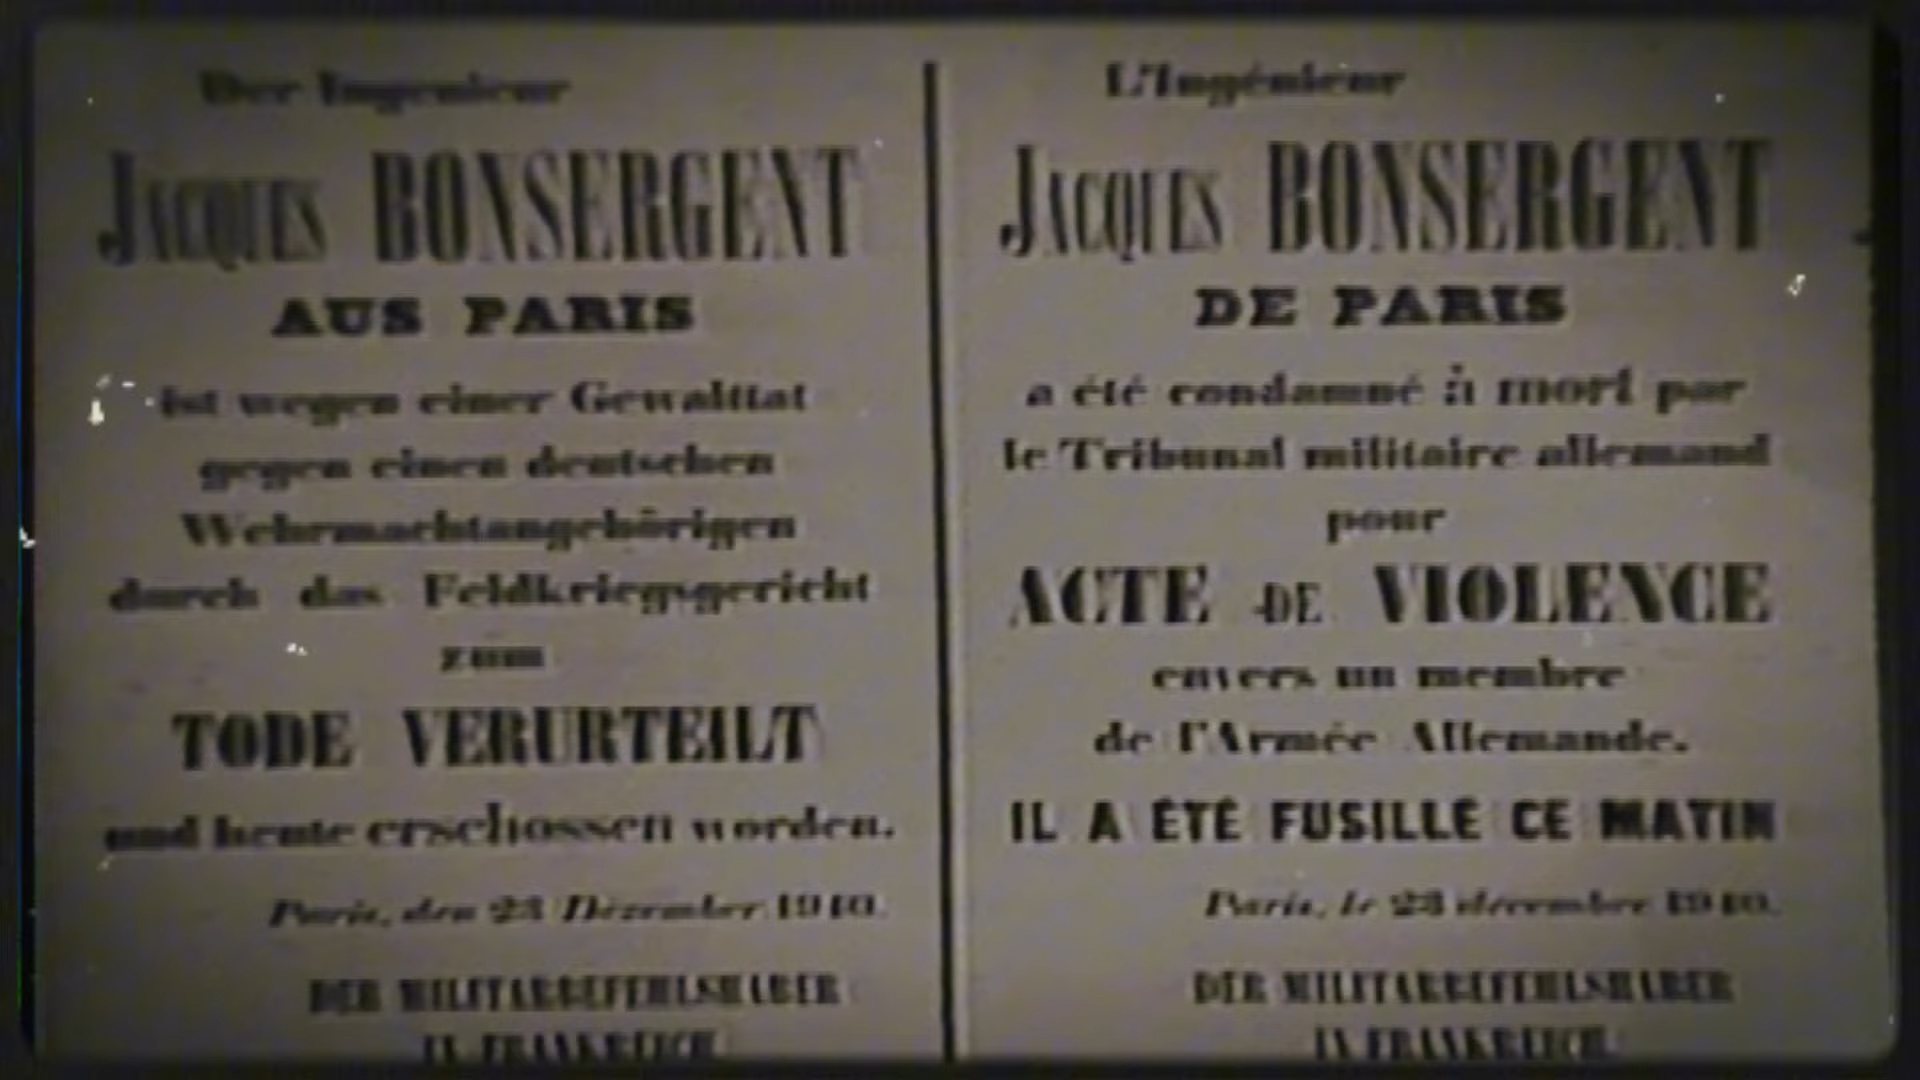 Der Ingenieur
JACQUES BONSERGENT
AUS PARIS
ist wegen einer Gewalttat
gegen einen deutschen
Wehrmachtangehörigen
durch das Feldkriegsgericht
zum
TODE VERURTEILT
und heute erschossen worden.
Paris, den 23 Dezember 1940.
DER MILITARBEFEHLSHABER
IN FRANKREICH
L'Ingénieur
JACQUES BONSERGENT
DE PARIS
a été condamné à mort par
le Tribunal militaire allemand
pour
ACTE DE VIOLENCE
envers un membre
de l'Armée Allemande.
IL A ÉTÉ FUSILLÉ CE MATIN
Paris, le 23 décembre 1940.
DER MILITARBEFEHLSHABER
IN FRANKREICH